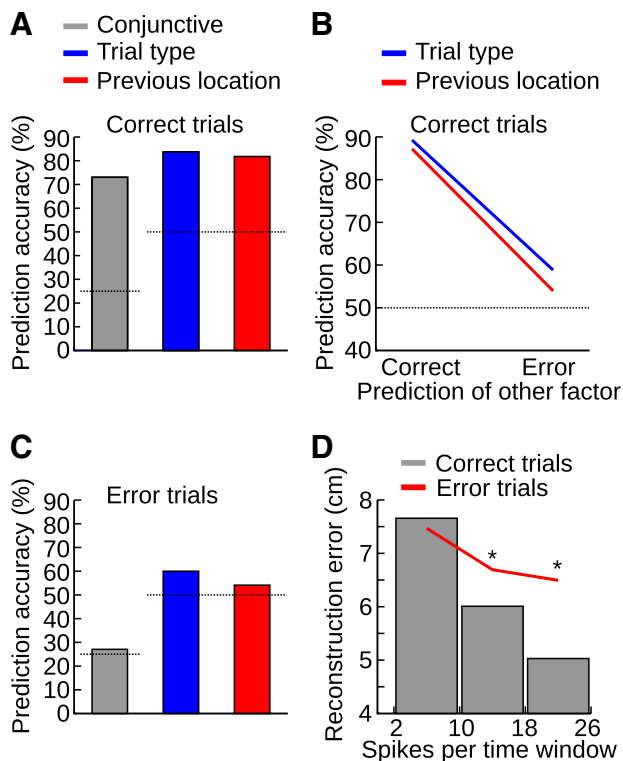 A
Conjunctive
Trial type
Previous location
Correct trials
Prediction accuracy (%)
90
80
70
60
50
40
30
20
10
0
B
Trial type
Previous location
Correct trials
Prediction accuracy (%)
90
80
70
60
50
40
Correct Error
Prediction of other factor
C
Error trials
Prediction accuracy (%)
90
80
70
60
50
40
30
20
10
0
D
Correct trials
Error trials
Reconstruction error (cm)
8
7
6
5
4
* *
2 10 18 26
Spikes per time window